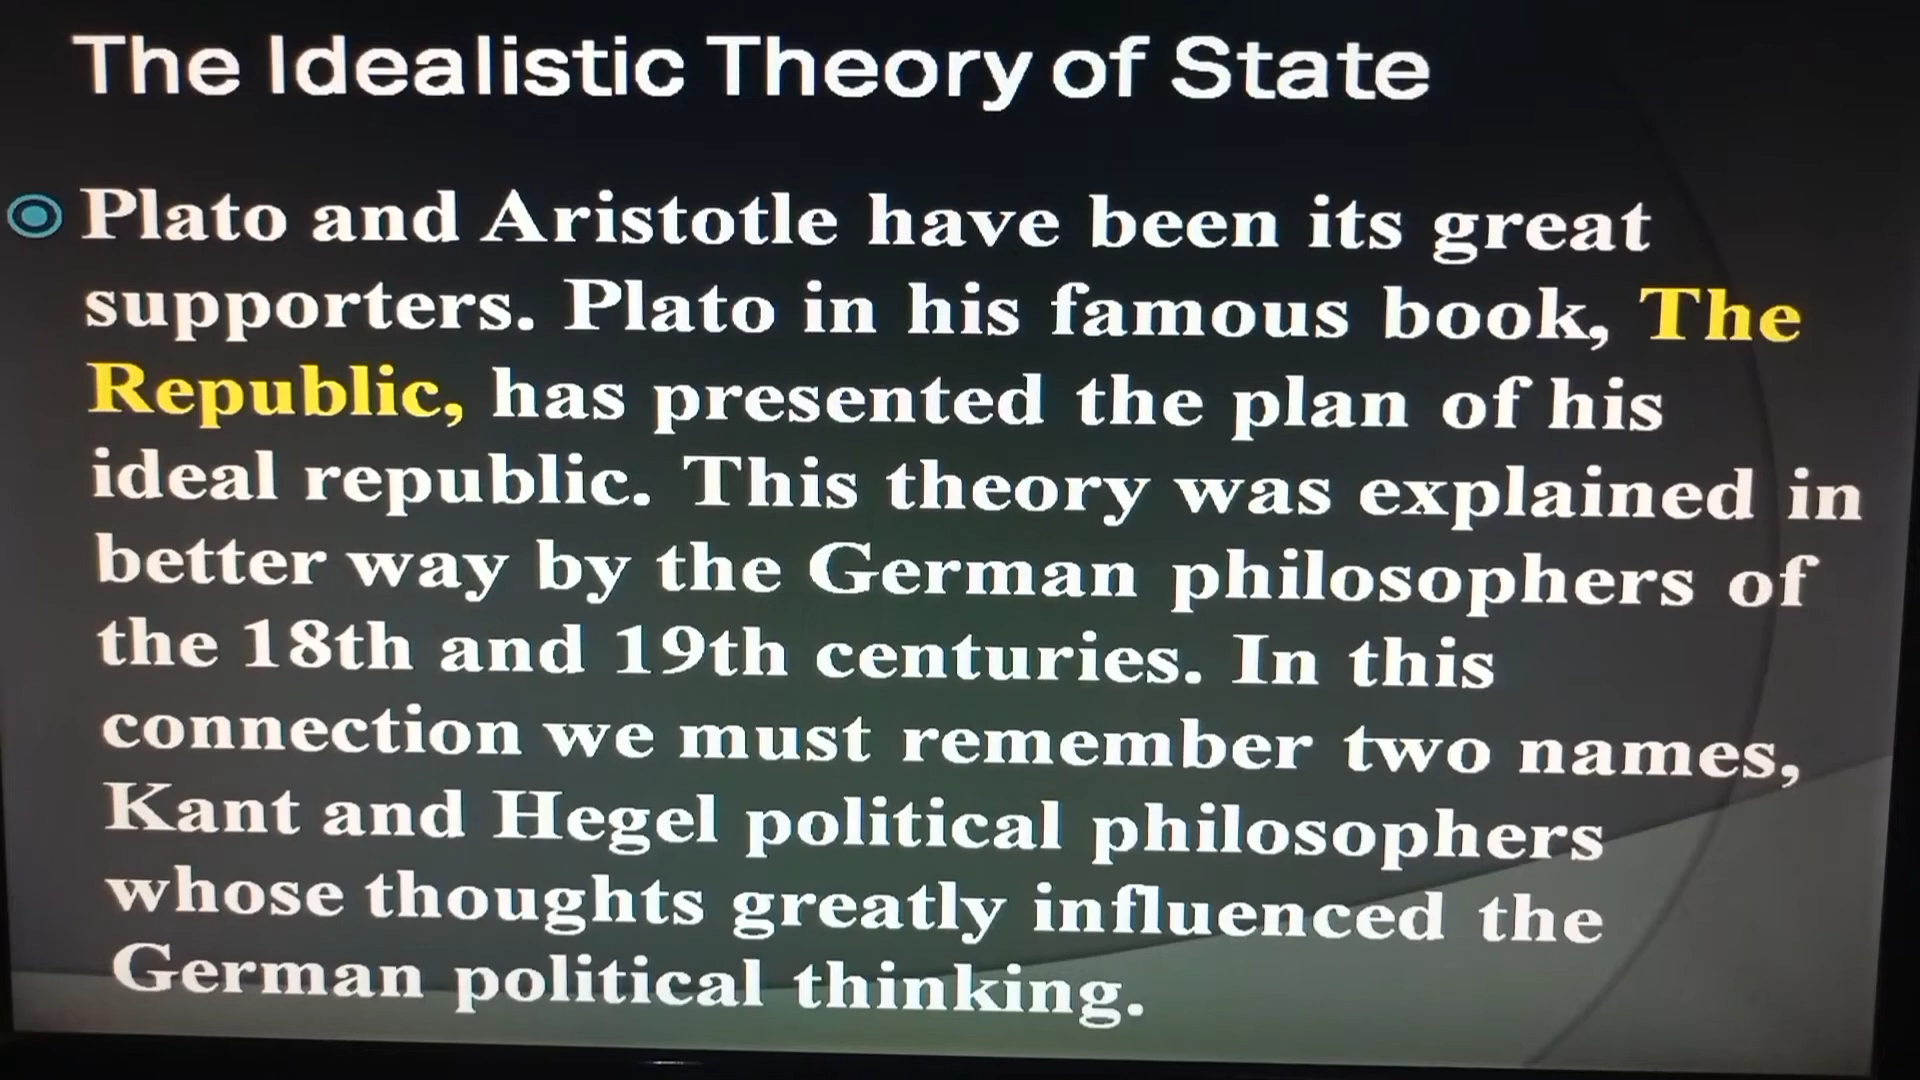 The Idealistic Theory of State
Plato and Aristotle have been its great
supporters. Plato in his famous book, The
Republic, has presented the plan of his
ideal republic. This theory was explained in
better way by the German philosophers of
the 18th and 19th centuries. In this
connection we must remember two names,
Kant and Hegel political philosophers
whose thoughts greatly influenced the
German political thinking.